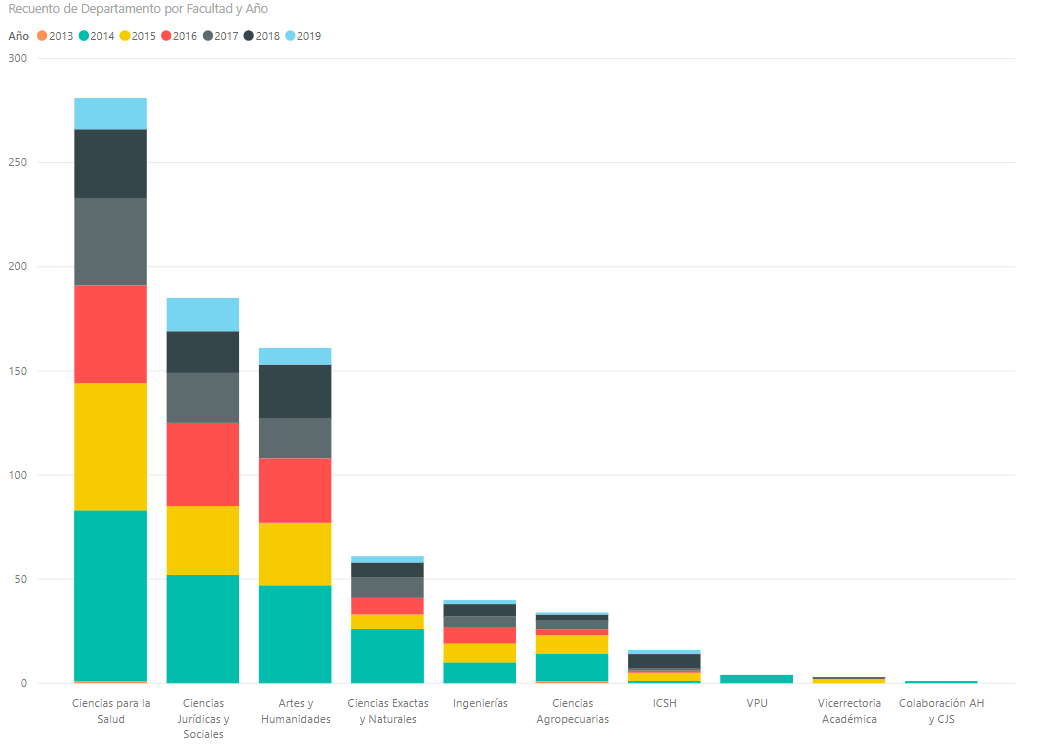 Recuento de Departamento por Facultad y Año
Año 2013 2014 2015 2016 2017 2018 2019
300
250
200
150
100
50
0
Ciencias para la
Salud
Ciencias
Jurídicas y
Sociales
Artes y
Humanidades
Ciencias Exactas
y Naturales
Ingenierías
Ciencias
Agropecuarias
ICSH
VPU
Vicerrectoria
Académica
Colaboración AH
y CJS